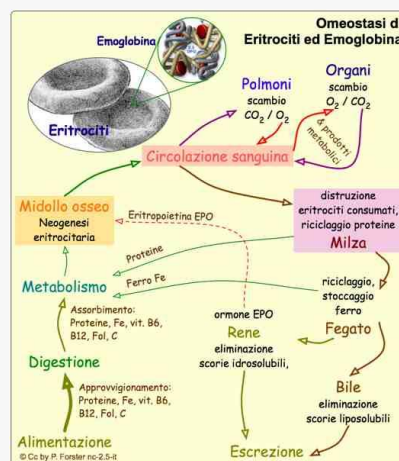 Omeostasi d
Eritrociti ed Emoglobina
Emoglobina
Eritrociti
Polmoni
scambio
CO2 / O2
Organi
scambio
O2 / CO2
& prodotti
metabolici
Circolazione sanguina
Midollo osseo
Neogenesi
eritrocitaria
Eritropoietina EPO
distruzione
eritrociti consumati,
riciclaggio proteine
Milza
Proteine
Ferro Fe
Metabolismo
Assorbimento:
Proteine, Fe, vit. B6,
B12, Fol, C
ormone EPO
Rene
eliminazione
scorie idrosolubili,
riciclaggio,
stoccaggio
ferro
Fegato
Digestione
Approvvigionamento:
Proteine, Fe, vit. B6,
B12, Fol, C
Bile
eliminazione
scorie liposolubili
Alimentazione
Escrezione
© Cc by P. Forster nc-2.5-it